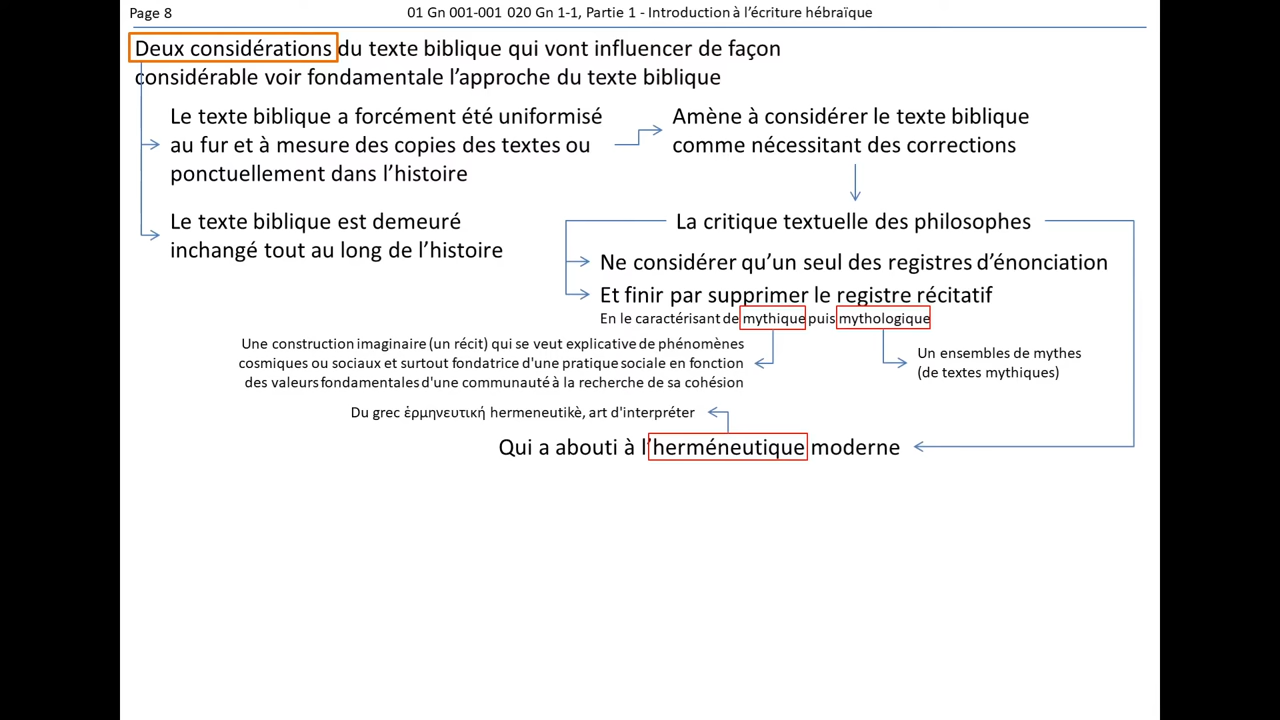 Page 8
01 Gn 001-001 020 Gn 1-1, Partie 1 - Introduction à l’écriture hébraïque
Deux considérations du texte biblique qui vont influencer de façon
considérable voir fondamentale l’approche du texte biblique
Le texte biblique a forcément été uniformisé
au fur et à mesure des copies des textes ou
ponctuellement dans l’histoire
Amène à considérer le texte biblique
comme nécessitant des corrections
Le texte biblique est demeuré
inchangé tout au long de l’histoire
La critique textuelle des philosophes
Ne considérer qu’un seul des registres d’énonciation
Et finir par supprimer le registre récitatif
En le caractérisant de mythique puis mythologique
Une construction imaginaire (un récit) qui se veut explicative de phénomènes
cosmiques ou sociaux et surtout fondatrice d'une pratique sociale en fonction
des valeurs fondamentales d'une communauté à la recherche de sa cohésion
Un ensembles de mythes
(de textes mythiques)
Du grec ἑρμηνευτική hermeneutikè, art d'interpréter
Qui a abouti à l’herméneutique moderne